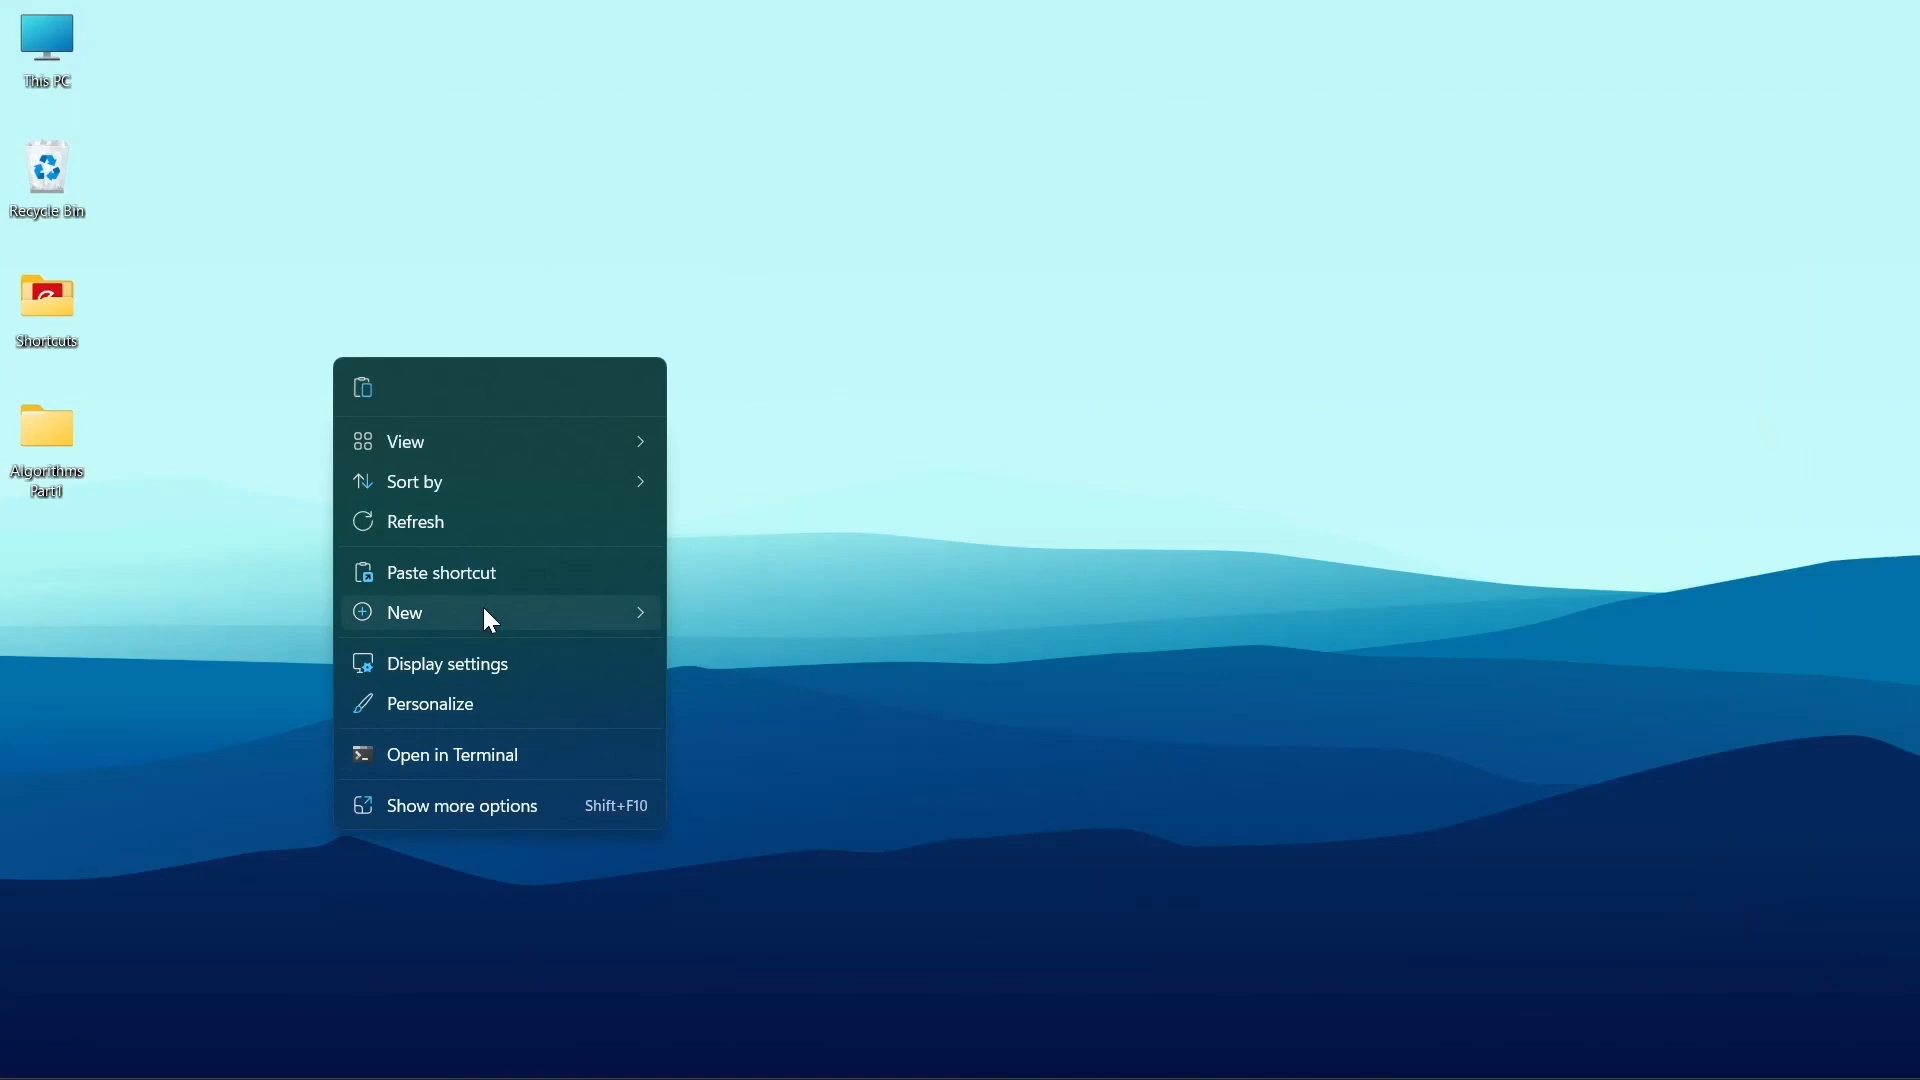 This PC
Recycle Bin
Shortcuts
Algorithms
Part1
View
Sort by
Refresh
Paste shortcut
New
Display settings
Personalize
Open in Terminal
Show more options Shift+F10